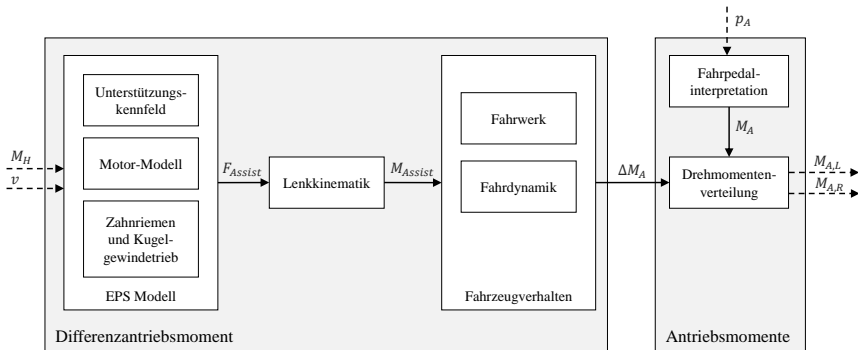 p_A
Unterstützungs-
kennfeld
Motor-Modell
Zahnriemen
und Kugel-
gewindetrieb
EPS Modell
M_H
v
F_Assist
Lenkkinematik
M_Assist
Fahrwerk
Fahrdynamik
Fahrzeugverhalten
ΔM_A
Fahrpedal-
interpretation
M_A
Drehmomenten-
verteilung
M_A,L
M_A,R
Differenzantriebsmoment
Antriebsmomente